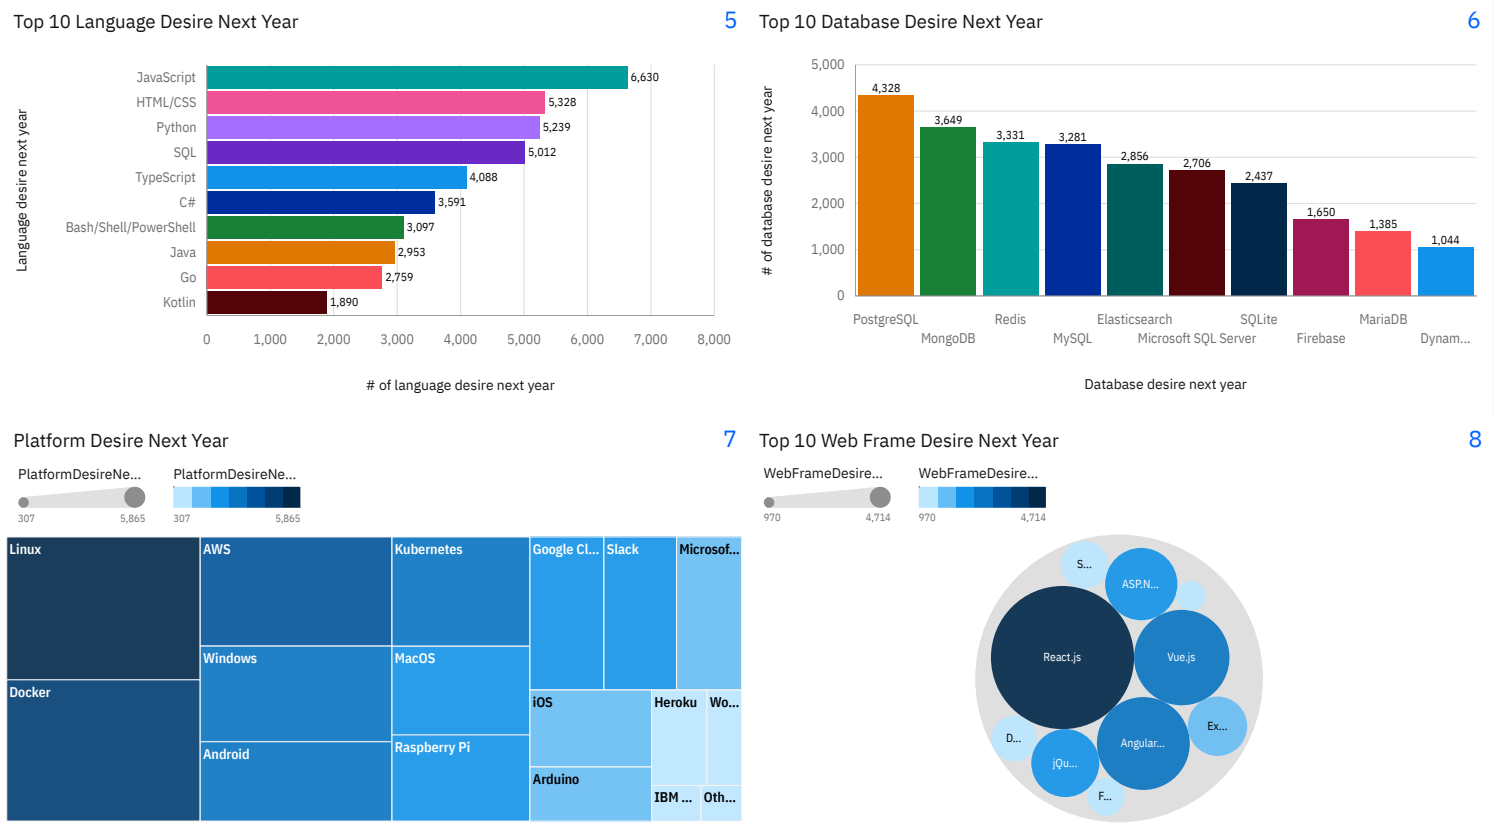 Top 10 Language Desire Next Year
5
Language desire next year
JavaScript
6,630
HTML/CSS
5,328
Python
5,239
SQL
5,012
TypeScript
4,088
C#
3,591
Bash/Shell/PowerShell
3,097
Java
2,953
Go
2,759
Kotlin
1,890
0 1,000 2,000 3,000 4,000 5,000 6,000 7,000 8,000
# of language desire next year
Top 10 Database Desire Next Year
6
# of database desire next year
5,000
4,000
3,000
2,000
1,000
0
4,328
3,649
3,331
3,281
2,856
2,706
2,437
1,650
1,385
1,044
PostgreSQL Redis Elasticsearch SQLite MariaDB
MongoDB MySQL Microsoft SQL Server Firebase Dynam...
Database desire next year
Platform Desire Next Year
7
PlatformDesireNe... PlatformDesireNe...
307 5,865 307 5,865
Linux
Docker
AWS
Windows
Android
Kubernetes
MacOS
Raspberry Pi
Google Cl...
Slack
Microsof...
iOS
Arduino
Heroku
Wo...
IBM ...
Oth...
Top 10 Web Frame Desire Next Year
8
WebFrameDesire... WebFrameDesire...
970 4,714 970 4,714
S...
ASP.N...
React.js
Vue.js
Ex...
D...
Angular...
jQu...
F...